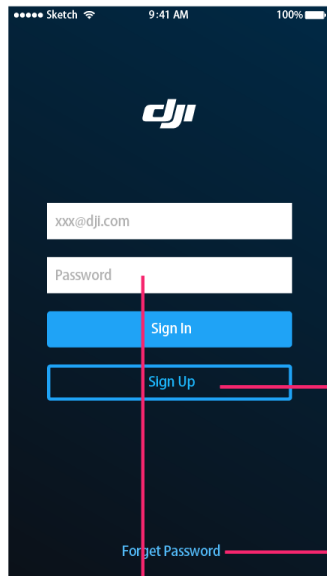 Sketch 9:41 AM 100%
dji
xxx@dji.com
Password
Sign In
Sign Up
Forget Password